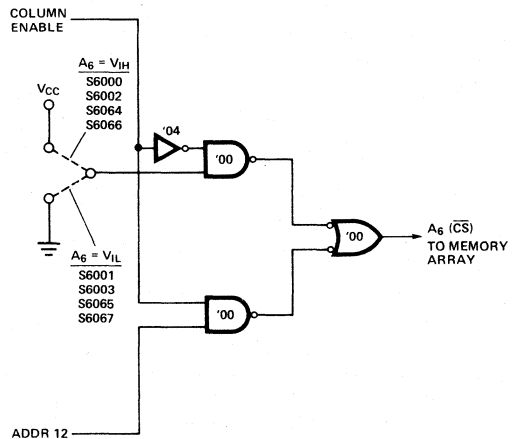 COLUMN
ENABLE
A6 = VIH
S6000
S6002
S6064
S6066
VCC
'04
'00
'00
A6 (C̅S̅)
TO MEMORY
ARRAY
A6 = VIL
S6001
S6003
S6065
S6067
'00
ADDR 12